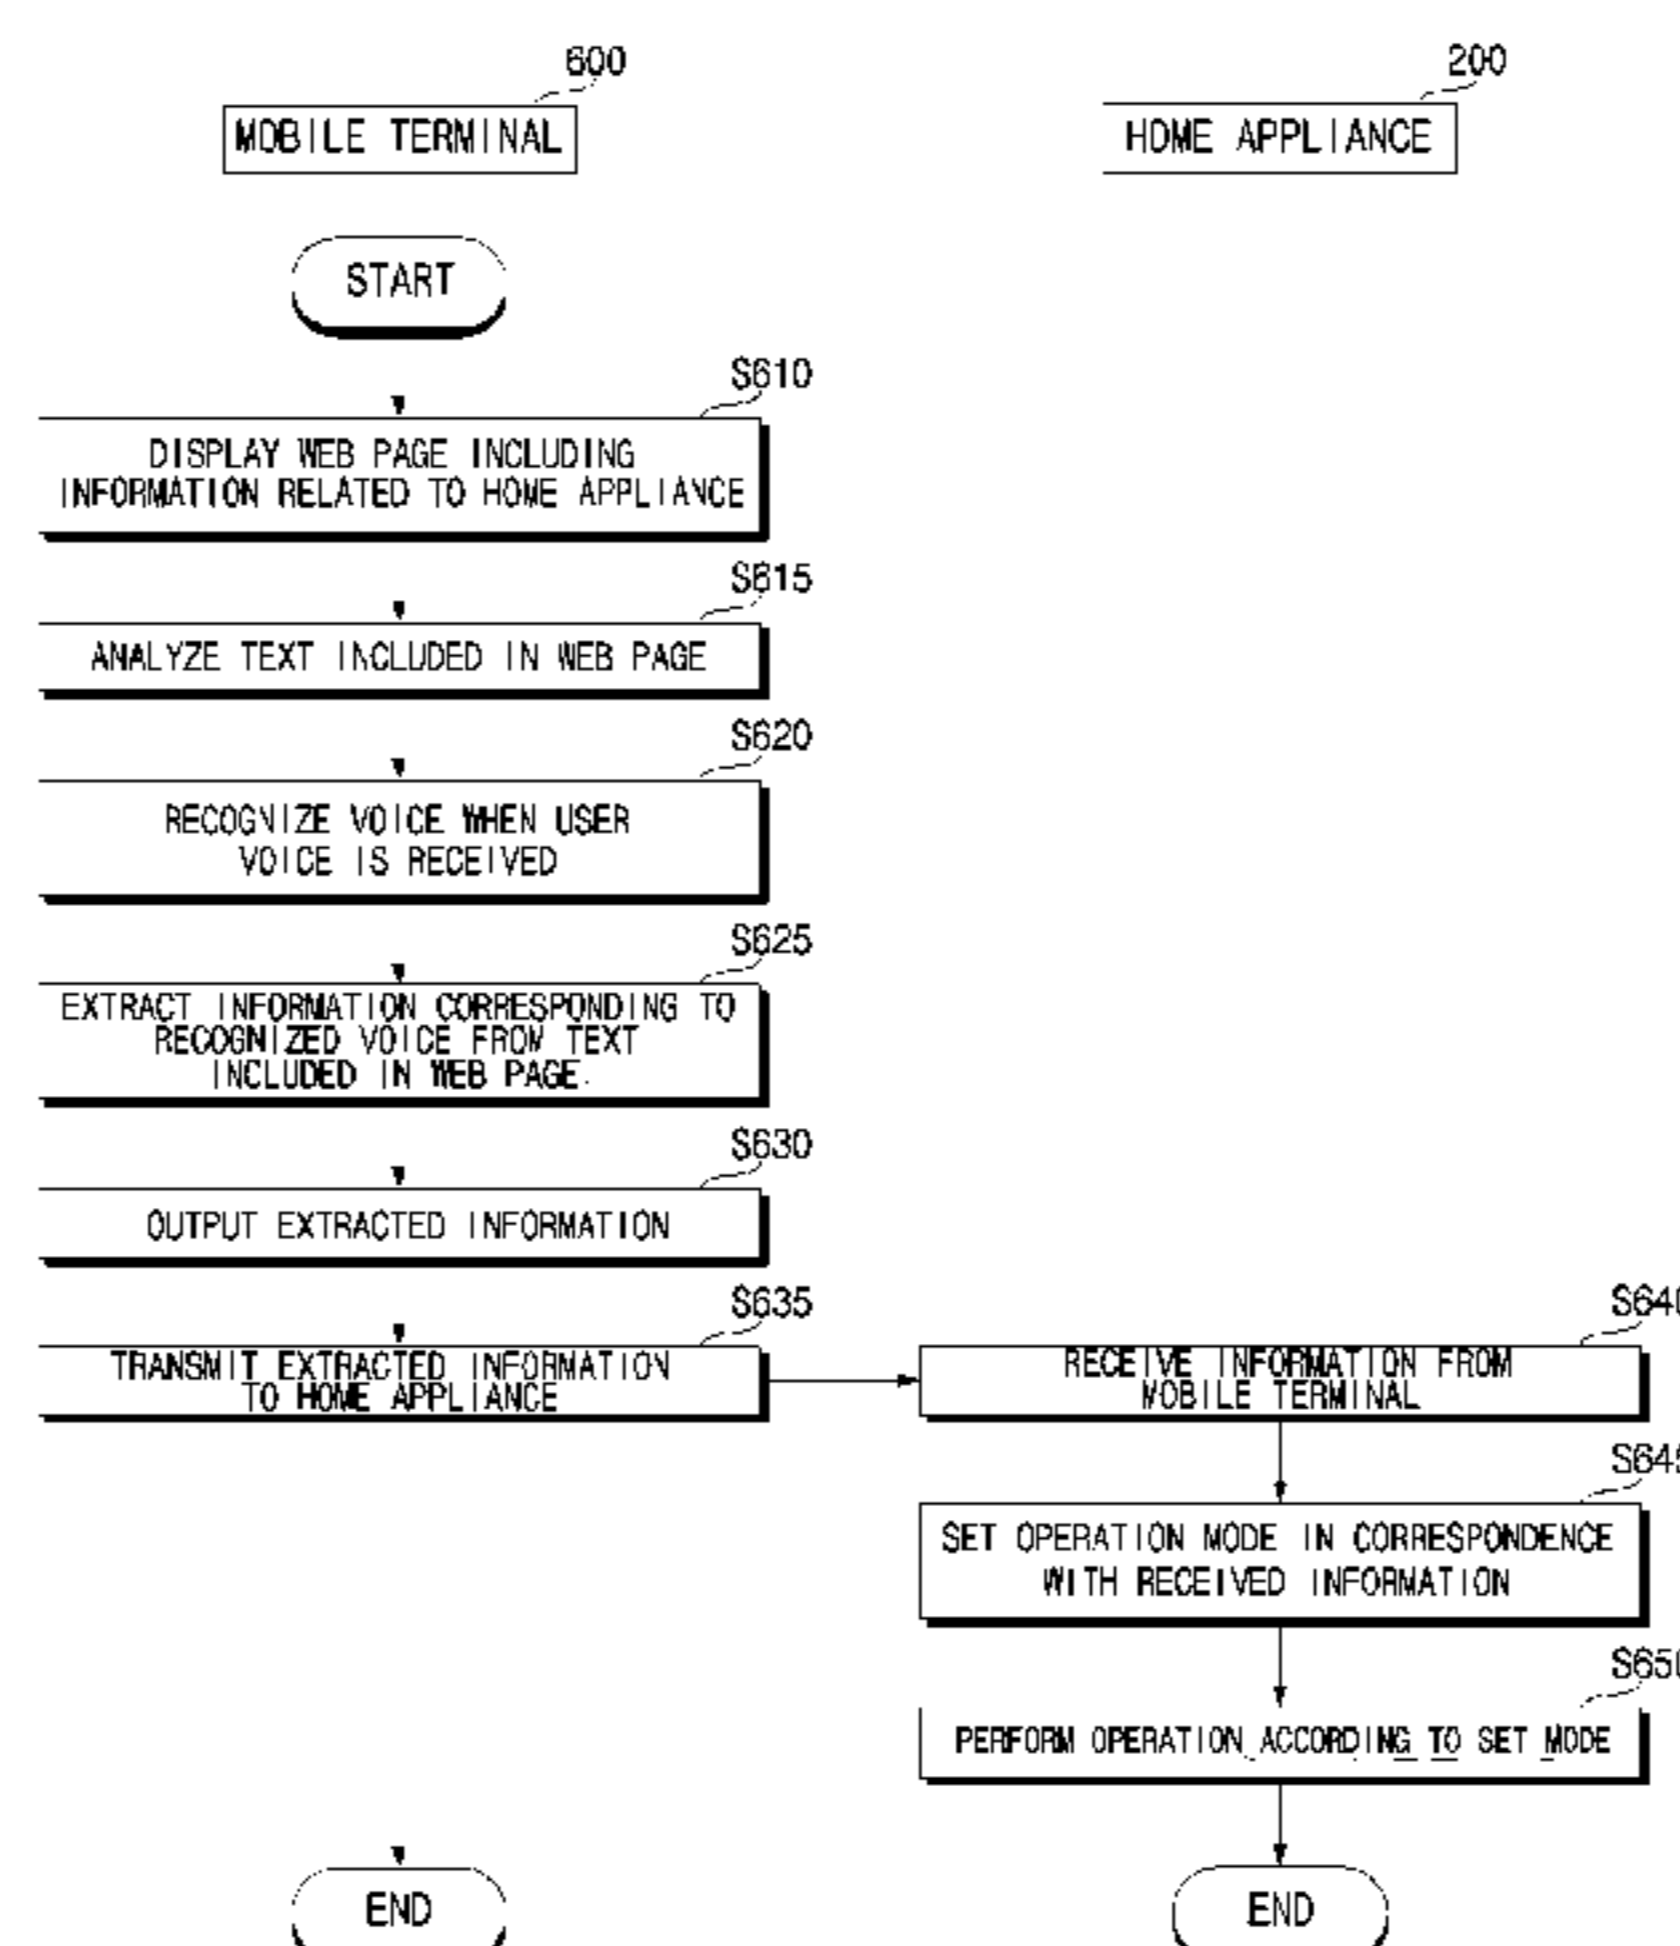 600
MOBILE TERMINAL
200
HOME APPLIANCE
START
S610
DISPLAY WEB PAGE INCLUDING
INFORMATION RELATED TO HOME APPLIANCE
S615
ANALYZE TEXT INCLUDED IN WEB PAGE
S620
RECOGNIZE VOICE WHEN USER
VOICE IS RECEIVED
S625
EXTRACT INFORMATION CORRESPONDING TO
RECOGNIZED VOICE FROM TEXT
INCLUDED IN WEB PAGE.
S630
OUTPUT EXTRACTED INFORMATION
S635
TRANSMIT EXTRACTED INFORMATION
TO HOME APPLIANCE
S640
RECEIVE INFORMATION FROM
MOBILE TERMINAL
S645
SET OPERATION MODE IN CORRESPONDENCE
WITH RECEIVED INFORMATION
S650
PERFORM OPERATION ACCORDING TO SET MODE
END
END